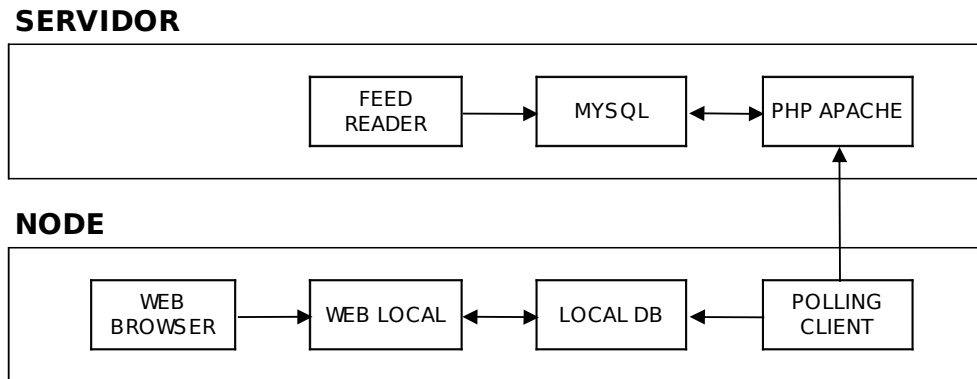 SERVIDOR
FEED
READER
MYSQL
PHP APACHE
NODE
WEB
BROWSER
WEB LOCAL
LOCAL DB
POLLING
CLIENT